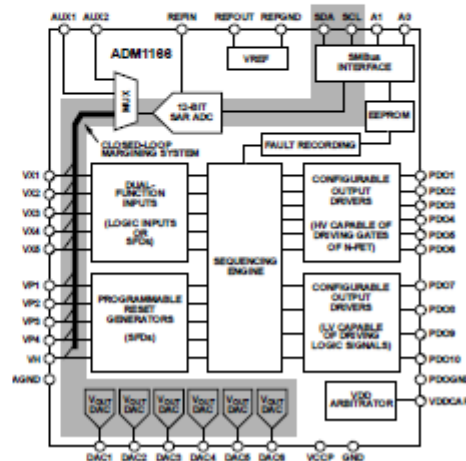 AUX1 AUX2 REFIN REFOUT REFGND SDA SCL A1 A0
ADM1166
VREF
SMBus
INTERFACE
MUX
12-BIT
SAR ADC
EEPROM
CLOSED-LOOP
MARGINING SYSTEM
FAULT RECORDING
VX1
VX2
VX3
VX4
VX5
DUAL-
FUNCTION
INPUTS
(LOGIC INPUTS
OR
SFDs)
SEQUENCING
ENGINE
CONFIGURABLE
OUTPUT
DRIVERS
(HV CAPABLE OF
DRIVING GATES
OF N-FET)
PDO1
PDO2
PDO3
PDO4
PDO5
PDO6
VP1
VP2
VP3
VP4
VH
PROGRAMMABLE
RESET
GENERATORS
(SFDs)
CONFIGURABLE
OUTPUT
DRIVERS
(LV CAPABLE
OF DRIVING
LOGIC SIGNALS)
PDO7
PDO8
PDO9
PDO10
AGND
PDOGND
VDD
ARBITRATOR
VDDCAP
VOUT
DAC
VOUT
DAC
VOUT
DAC
VOUT
DAC
VOUT
DAC
VOUT
DAC
DAC1 DAC2 DAC3 DAC4 DAC5 DAC6 VCCP GND